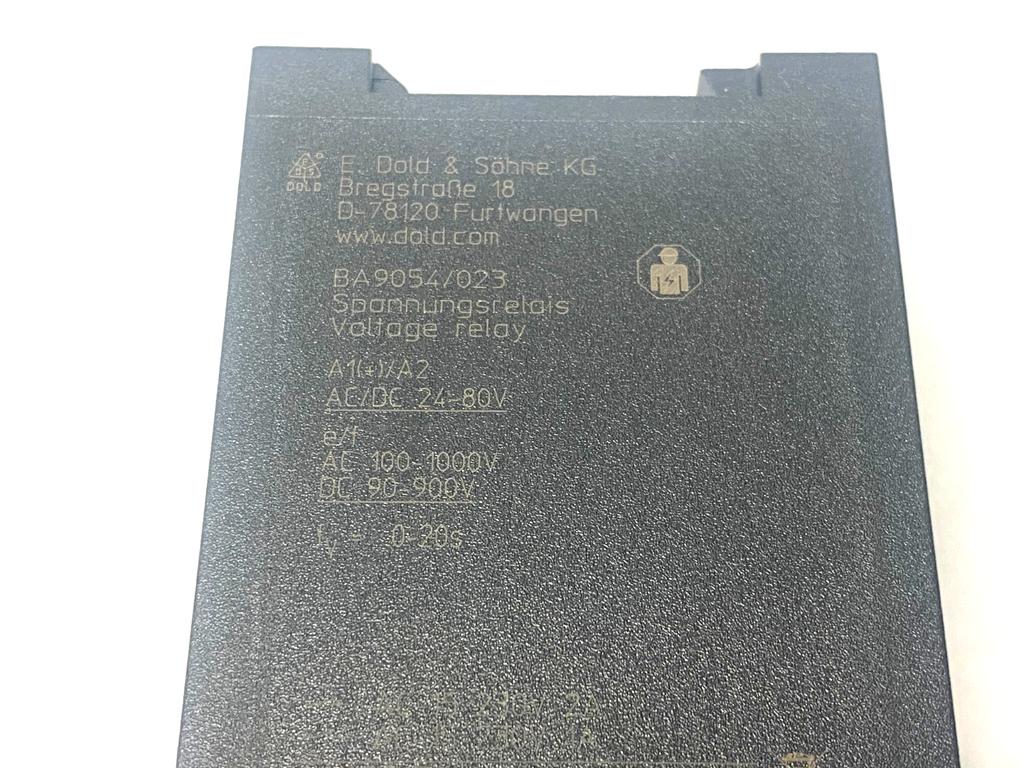 E. Dold & Söhne KG
Bregstraße 18
D-78120 Furtwangen
www.dold.com
DOLD
BA9054/023
Spannungsrelais
Voltage relay
A1(+)/A2
AC/DC 24-80V
e/f
AC 100-1000V
DC 90-900V
tv = 0-20s